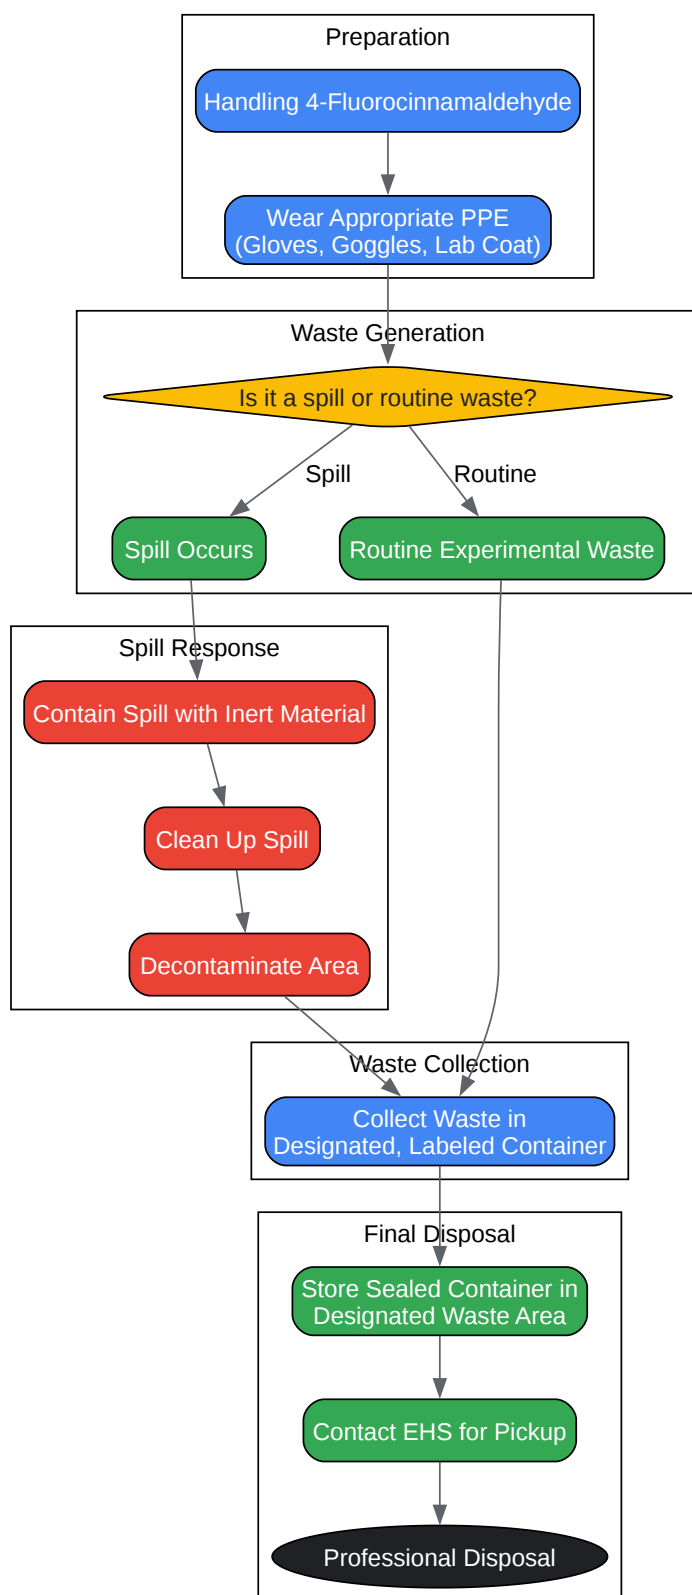 Preparation
Handling 4-Fluorocinnamaldehyde
Wear Appropriate PPE
(Gloves, Goggles, Lab Coat)
Waste Generation
Is it a spill or routine waste?
Spill
Routine
Spill Occurs
Routine Experimental Waste
Spill Response
Contain Spill with Inert Material
Clean Up Spill
Decontaminate Area
Waste Collection
Collect Waste in
Designated, Labeled Container
Final Disposal
Store Sealed Container in
Designated Waste Area
Contact EHS for Pickup
Professional Disposal